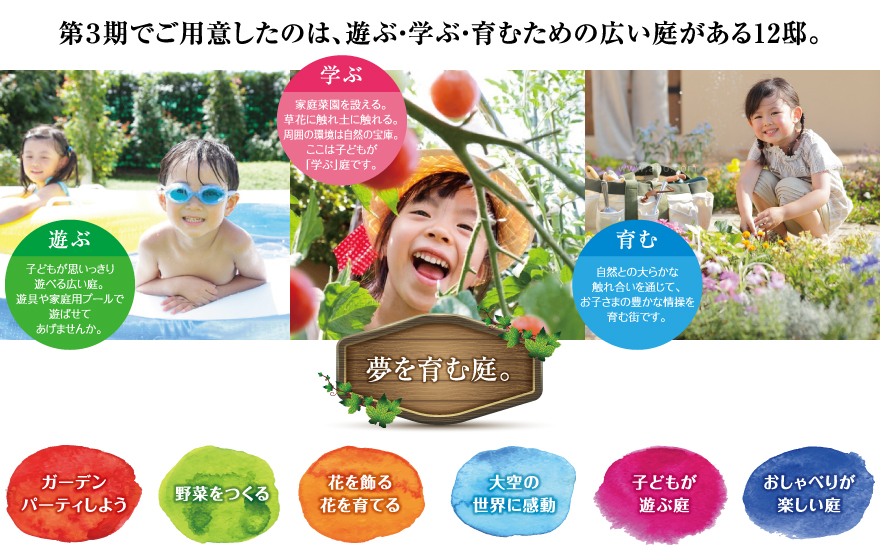 第3期でご用意したのは、遊ぶ・学ぶ・育むための広い庭がある12邸。
学ぶ
家庭菜園を設える。
草花に触れ土に触れる。
周囲の環境は自然の宝庫。
ここは子どもが
「学ぶ」庭です。
遊ぶ
子どもが思いっきり
遊べる広い庭。
遊具や家庭用プールで
遊ばせて
あげませんか。
育む
自然との大らかな
触れ合いを通じて、
お子さまの豊かな情操を
育む街です。
夢を育む庭。
ガーデン
パーティしよう
野菜をつくる
花を飾る
花を育てる
大空の
世界に感動
子どもが
遊ぶ庭
おしゃべりが
楽しい庭